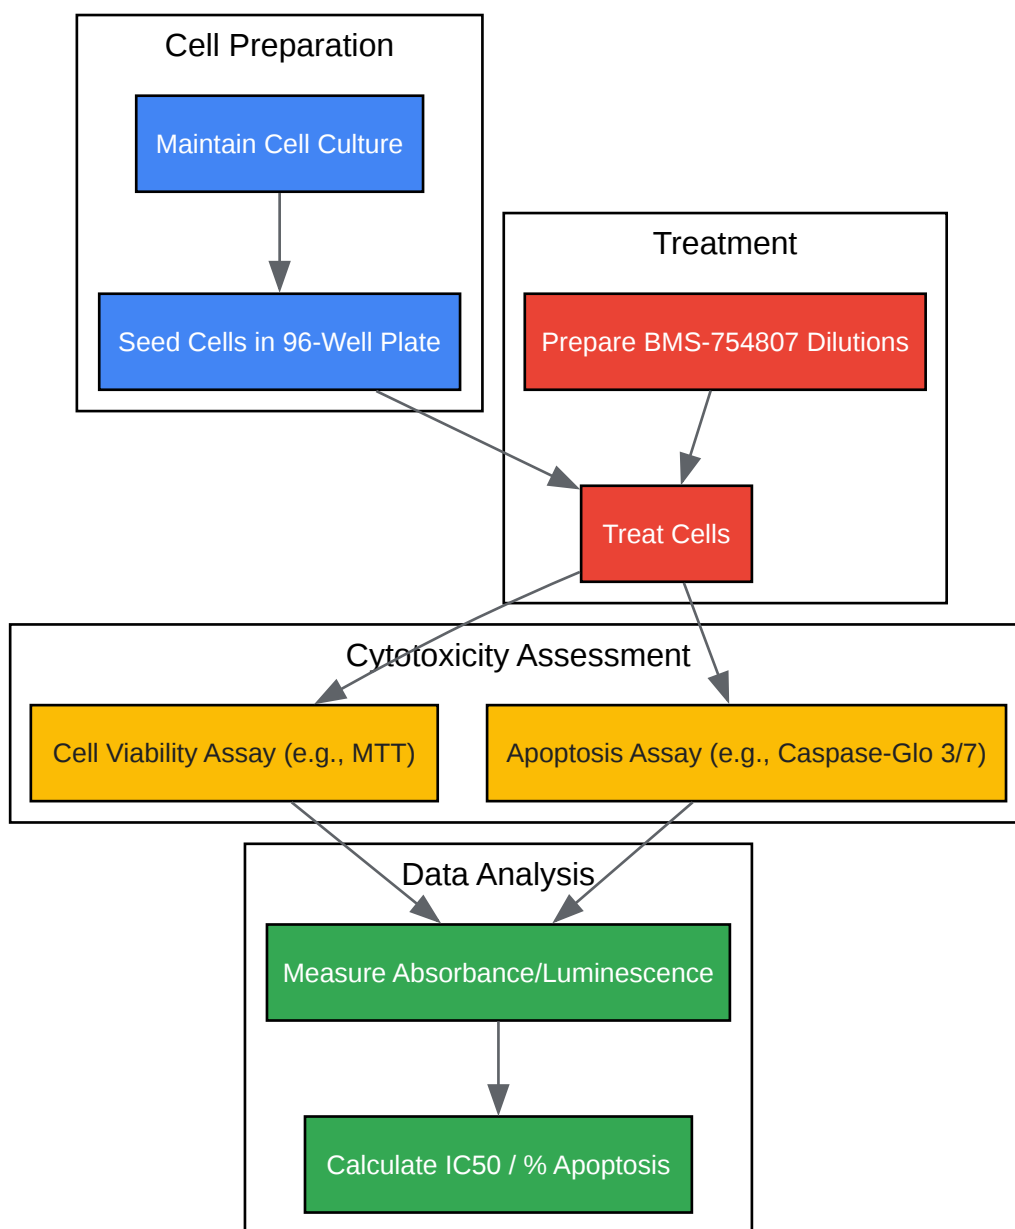 Cell Preparation
Maintain Cell Culture
Seed Cells in 96-Well Plate
Treatment
Prepare BMS-754807 Dilutions
Treat Cells
Cytotoxicity Assessment
Cell Viability Assay (e.g., MTT)
Apoptosis Assay (e.g., Caspase-Glo 3/7)
Data Analysis
Measure Absorbance/Luminescence
Calculate IC50 / % Apoptosis